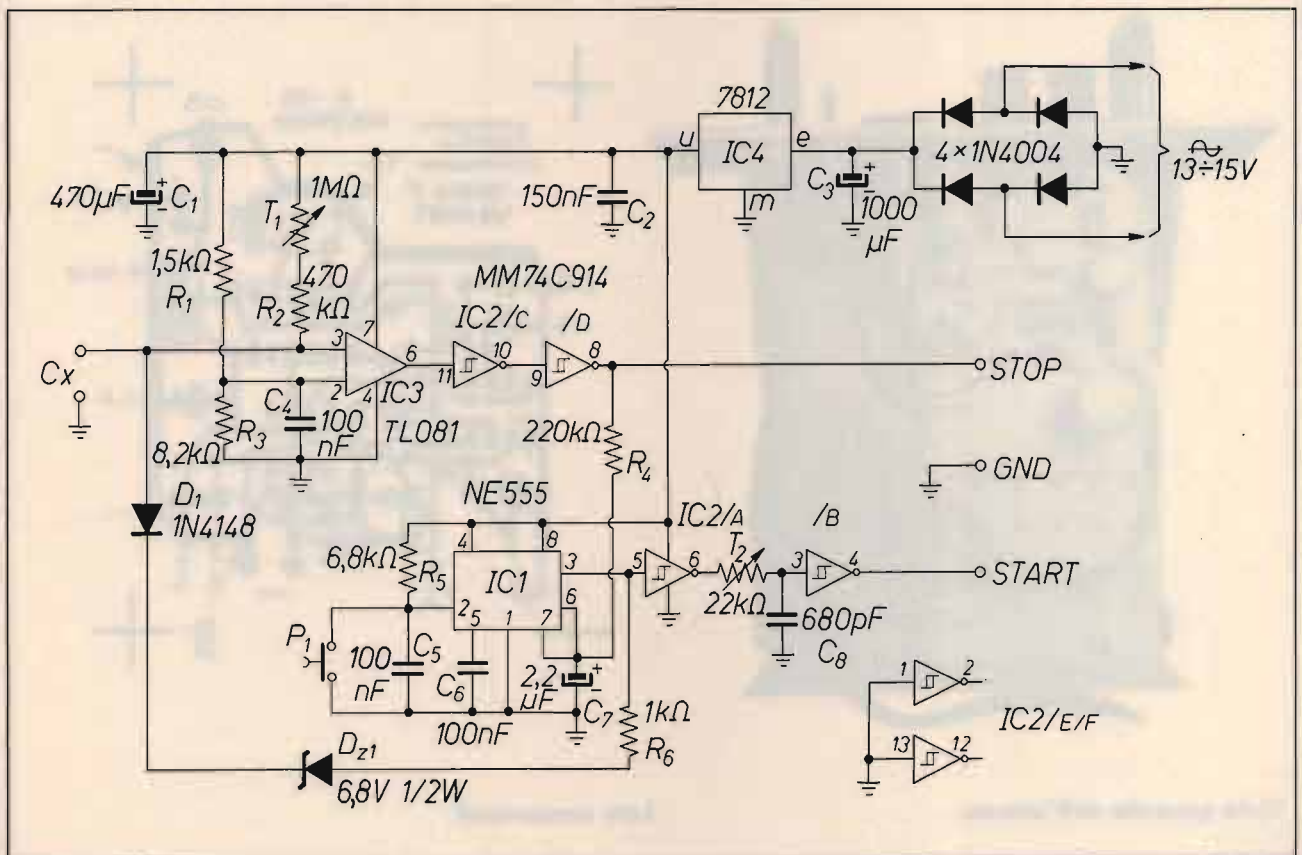 7812
u
IC4
e
m
4×1N4004
13÷15V
C3
1000
µF
470µF
+
-
C1
1MΩ
T1
150nF
C2
1,5kΩ
R1
470
kΩ
R2
MM74C914
IC2/C
/D
3
7
6
2
4
IC3
TL081
11
10
9
8
STOP
Cx
C4
100
nF
R3
8,2kΩ
220kΩ
R4
GND
D1
1N4148
NE555
IC2/A
/B
T2
6,8kΩ
R5
4
8
IC1
3
6
2
5
1
7
5
6
22kΩ
3
4
START
680pF
C8
P1
100
nF
C5
C6
100nF
2,2
µF
C7
1kΩ
R6
1
2
IC2/E/F
13
12
Dz1
6,8V 1/2W